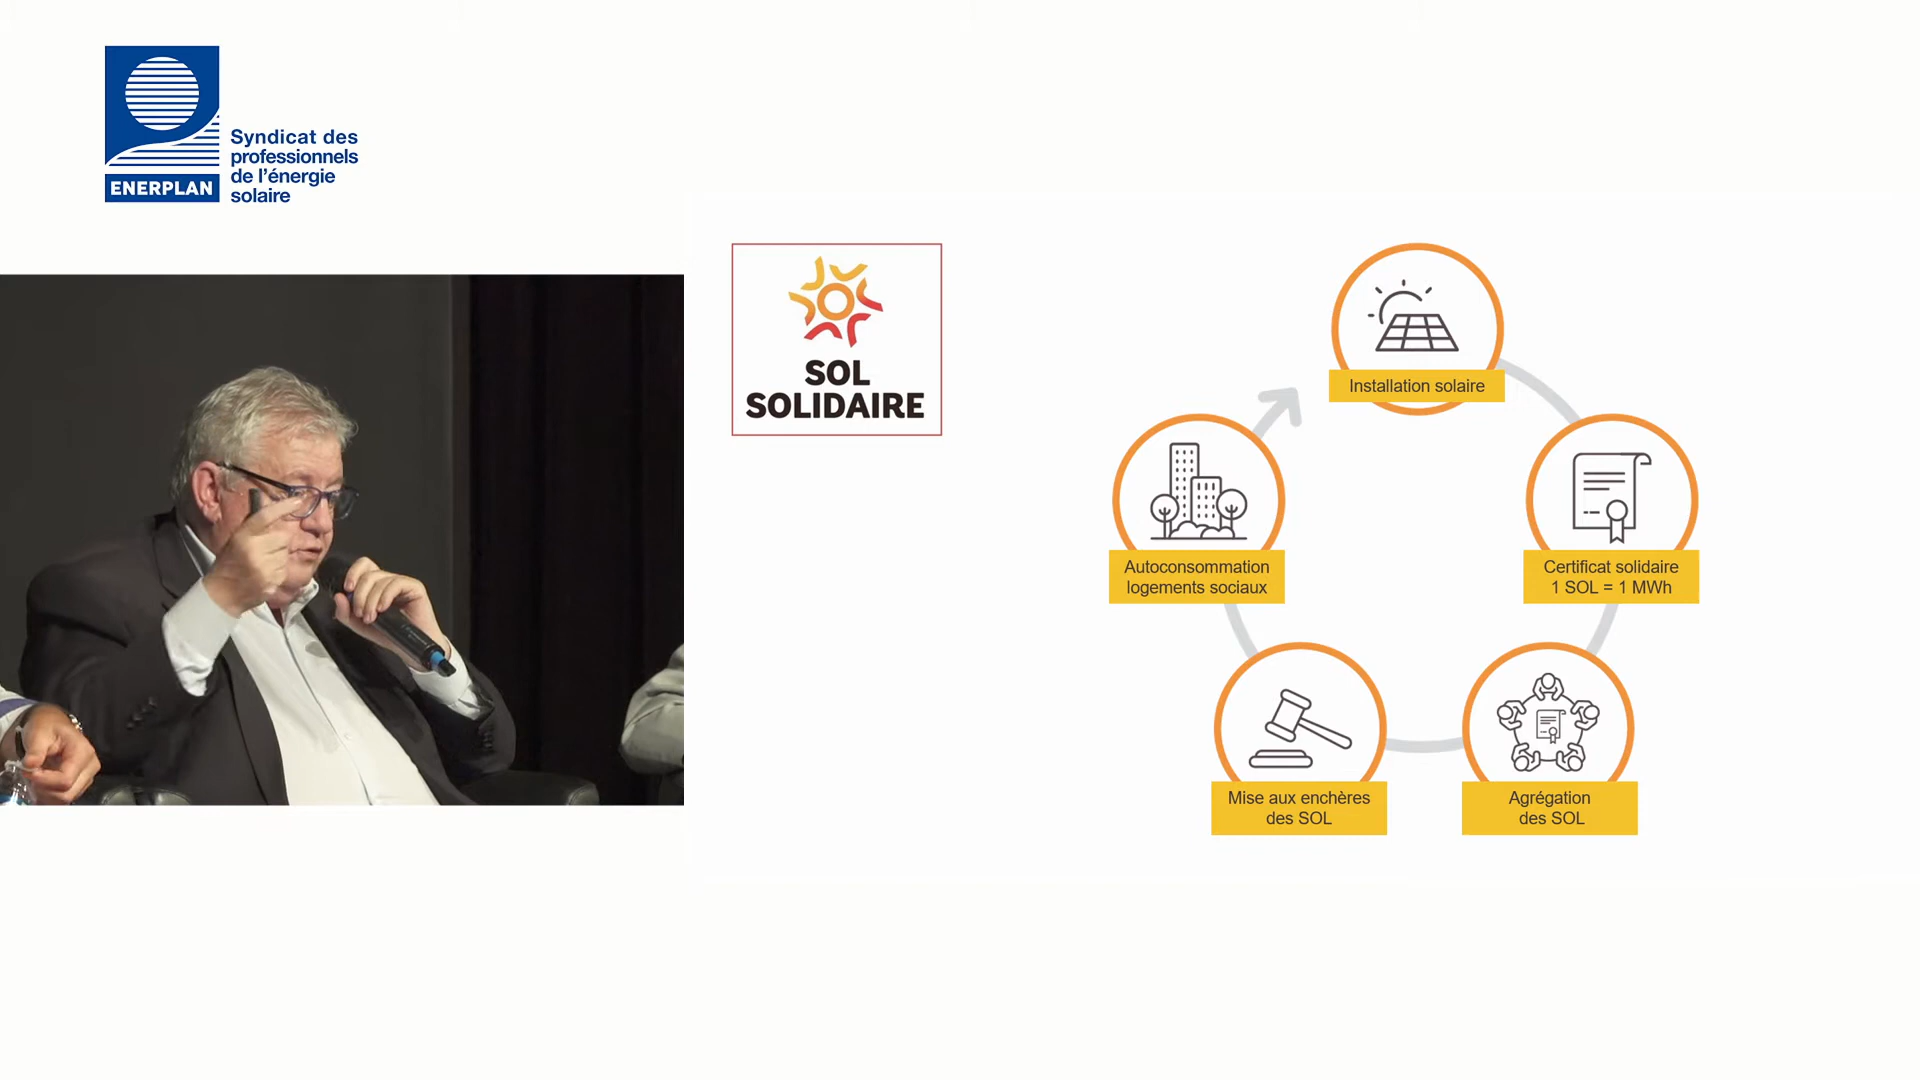 Syndicat des
professionnels
de l'énergie
solaire
ENERPLAN
SOL
SOLIDAIRE
Installation solaire
Certificat solidaire
1 SOL = 1 MWh
Agrégation
des SOL
Mise aux enchères
des SOL
Autoconsommation
logements sociaux